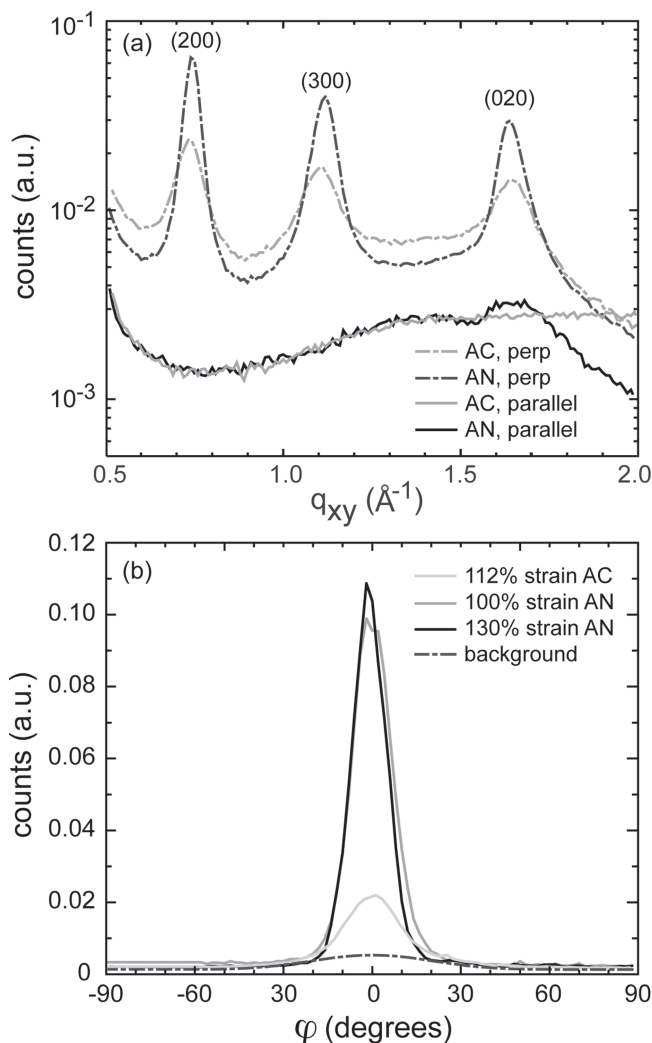 (a)
(200)
(300)
(020)
10-1
10-2
10-3
counts (a.u.)
AC, perp
AN, perp
AC, parallel
AN, parallel
0.5 1.0 1.5 2.0
qxy (Å-1)
(b)
0.12
0.10
0.08
0.06
0.04
0.02
0
counts (a.u.)
112% strain AC
100% strain AN
130% strain AN
background
-90 -60 -30 0 30 60 90
φ (degrees)